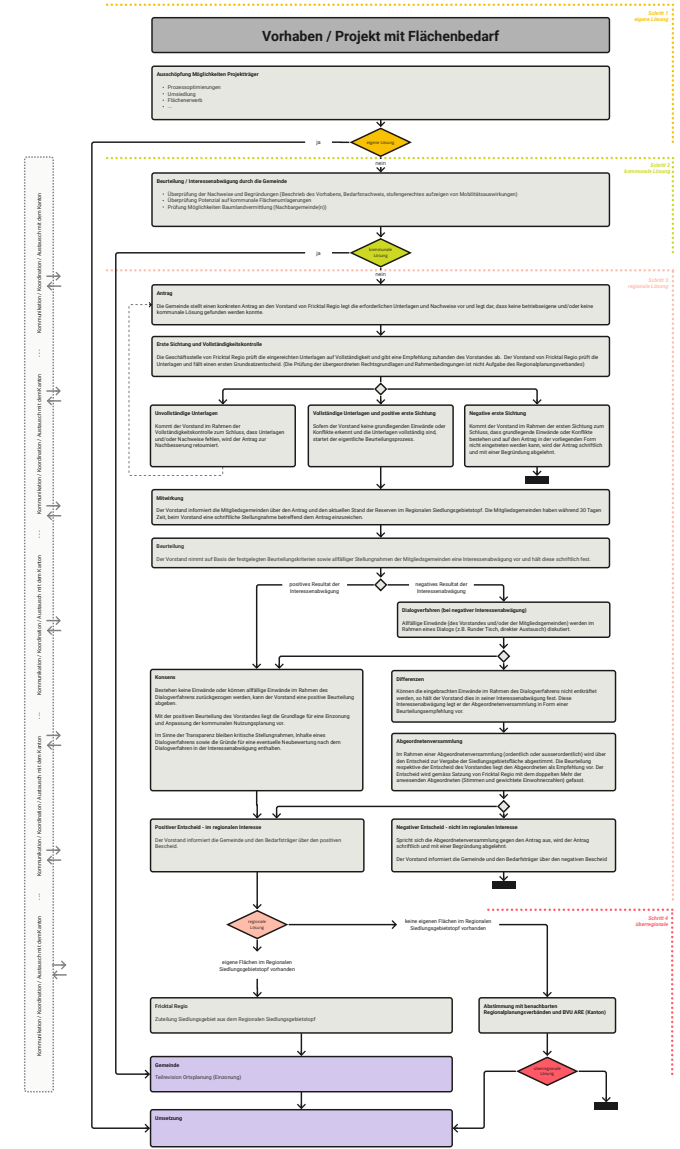 Schritt 1
eigene Lösung
Vorhaben / Projekt mit Flächenbedarf
Ausschöpfung Möglichkeiten Projektträger
• Prozessoptimierungen
• Umsiedlung
• Flächenerwerb
• ...
eigene Lösung
ja
nein
Schritt 2
kommunale Lösung
Beurteilung / Interessenabwägung durch die Gemeinde
• Überprüfung der Nachweise und Begründungen (Beschrieb des Vorhabens, Bedarfsnachweis, stufengerechtes aufzeigen von Mobilitätsauswirkungen)
• Überprüfung Potenzial auf kommunale Flächenumlagerungen
• Prüfung Möglichkeiten Baumlandvermittlung (Nachbargemeinde(n))
kommunale
Lösung
ja
nein
Schritt 3
regionale Lösung
Antrag
Die Gemeinde stellt einen konkreten Antrag an den Vorstand von Fricktal Regio legt die erforderlichen Unterlagen und Nachweise vor und legt dar, dass keine betriebseigene und/oder keine
kommunale Lösung gefunden werden konnte.
Erste Sichtung und Vollständigkeitskontrolle
Die Geschäftsstelle von Fricktal Regio prüft die eingereichten Unterlagen auf Vollständigkeit und gibt eine Empfehlung zuhanden des Vorstandes ab. Der Vorstand von Fricktal Regio prüft die
Unterlagen und fällt einen ersten Grundsatzentscheid. (Die Prüfung der übergeordneten Rechtsgrundlagen und Rahmenbedingungen ist nicht Aufgabe des Regionalplanungsverbandes)
Unvollständige Unterlagen
Kommt der Vorstand im Rahmen der
Vollständigkeitskontrolle zum Schluss, dass Unterlagen
und/oder Nachweise fehlen, wird der Antrag zur
Nachbesserung retourniert.
Vollständige Unterlagen und positive erste Sichtung
Sofern der Vorstand keine grundlegenden Einwände oder
Konflikte erkennt und die Unterlagen vollständig sind,
startet der eigentliche Beurteilungsprozess.
Negative erste Sichtung
Kommt der Vorstand im Rahmen der ersten Sichtung zum
Schluss, dass grundlegende Einwände oder Konflikte
bestehen und auf den Antrag in der vorliegenden Form
nicht eingetreten werden kann, wird der Antrag schriftlich
und mit einer Begründung abgelehnt.
Mitwirkung
Der Vorstand informiert die Mitgliedsgemeinden über den Antrag und den aktuellen Stand der Reserven im Regionalen Siedlungsgebietstopf. Die Mitgliedsgemeinden haben während 30 Tagen
Zeit, beim Vorstand eine schriftliche Stellungnahme betreffend dem Antrag einzureichen.
Beurteilung
Der Vorstand nimmt auf Basis der festgelegten Beurteilungskriterien sowie allfälliger Stellungnahmen der Mitgliedsgemeinden eine Interessenabwägung vor und hält diese schriftlich fest.
positives Resultat der
Interessenabwägung
negatives Resultat der
Interessenabwägung
Dialogverfahren (bei negativer Interessenabwägung)
Allfällige Einwände (des Vorstandes und/oder der Mitgliedsgemeinden) werden im
Rahmen eines Dialogs (z.B. Runder Tisch, direkter Austausch) diskutiert.
Konsens
Bestehen keine Einwände oder können allfällige Einwände im Rahmen des
Dialogverfahrens zurückgezogen werden, kann der Vorstand eine positive Beurteilung
abgeben.
Mit der positiven Beurteilung des Vorstandes liegt die Grundlage für eine Einzonung
und Anpassung der kommunalen Nutzungsplanung vor.
Im Sinne der Transparenz bleiben kritische Stellungnahmen, Inhalte eines
Dialogverfahrens sowie die Gründe für eine eventuelle Neubewertung nach dem
Dialogverfahren in der Interessenabwägung enthalten.
Differenzen
Können die eingebrachten Einwände im Rahmen des Dialogverfahrens nicht entkräftet
werden, so hält der Vorstand dies in seiner Interessenabwägung fest. Diese
Interessenabwägung legt er der Abgeordnetenversammlung in Form einer
Beurteilungsempfehlung vor.
Abgeordnetenversammlung
Im Rahmen einer Abgeordnetenversammlung (ordentlich oder ausserordentlich) wird über
den Entscheid zur Vergabe der Siedlungsgebietsfläche abgestimmt. Die Beurteilung
respektive der Entscheid des Vorstandes liegt den Abgeordneten als Empfehlung vor. Der
Entscheid wird gemäss Satzung von Fricktal Regio mit dem doppelten Mehr der
anwesenden Abgeordneten (Stimmen und gewichtete Einwohnerzahlen) gefasst.
Positiver Entscheid - im regionalen Interesse
Der Vorstand informiert die Gemeinde und den Bedarfsträger über den positiven
Bescheid.
Negativer Entscheid - nicht im regionalen Interesse
Spricht sich die Abgeordnetenversammlung gegen den Antrag aus, wird der Antrag
schriftlich und mit einer Begründung abgelehnt.
Der Vorstand informiert die Gemeinde und den Bedarfsträger über den negativen Bescheid
Schritt 4
überregionale
regionale
Lösung
keine eigenen Flächen im Regionalen
Siedlungsgebietstopf vorhanden
eigene Flächen im Regionalen
Siedlungsgebietstopf vorhanden
Fricktal Regio
Zuteilung Siedlungsgebiet aus dem Regionalen Siedlungsgebietstopf
Abstimmung mit benachbarten
Regionalplanungsverbänden und BVU ARE (Kanton)
Gemeinde
Teilrevision Ortsplanung (Einzonung)
überregionale
Lösung
Umsetzung
Kommunikation / Koordination / Austausch mit dem Kanton
...
Kommunikation / Koordination / Austausch mit dem Kanton
...
Kommunikation / Koordination / Austausch mit dem Kanton
...
Kommunikation / Koordination / Austausch mit dem Kanton
...
Kommunikation / Koordination / Austausch mit dem Kanton